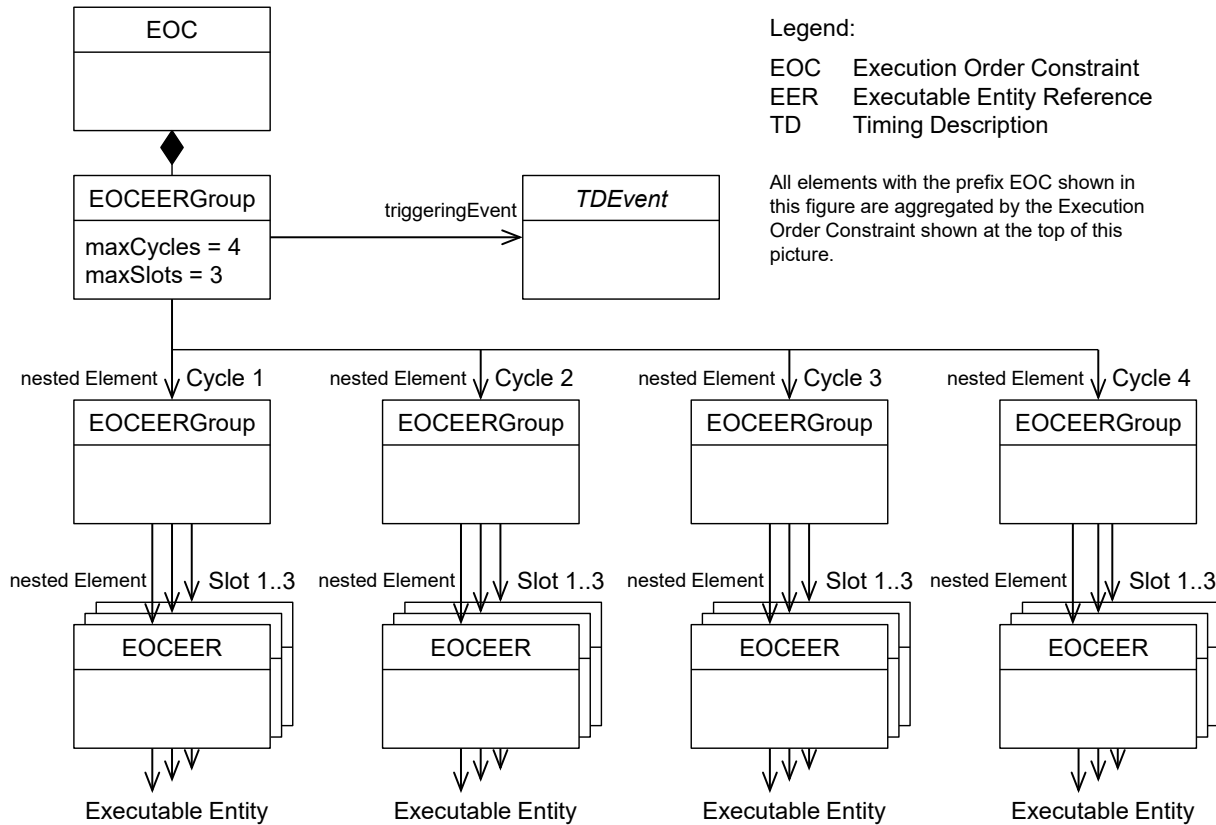 EOC
Legend:
EOC Execution Order Constraint
EER Executable Entity Reference
TD Timing Description
All elements with the prefix EOC shown in
this figure are aggregated by the Execution
Order Constraint shown at the top of this
picture.
EOCEERGroup
maxCycles = 4
maxSlots = 3
triggeringEvent
TDEvent
nested Element Cycle 1
nested Element Cycle 2
nested Element Cycle 3
nested Element Cycle 4
EOCEERGroup
EOCEERGroup
EOCEERGroup
EOCEERGroup
nested Element Slot 1..3
nested Element Slot 1..3
nested Element Slot 1..3
nested Element Slot 1..3
EOCEER
EOCEER
EOCEER
EOCEER
Executable Entity
Executable Entity
Executable Entity
Executable Entity